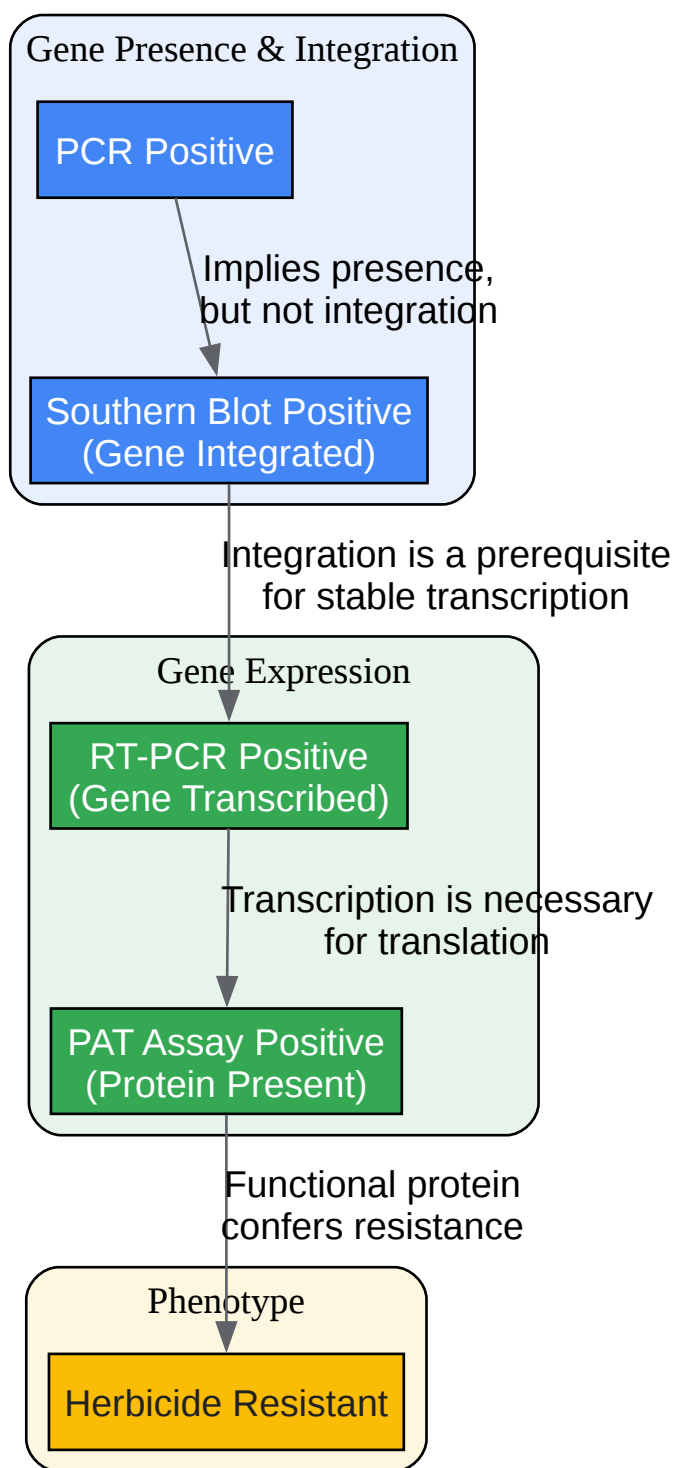 Gene Presence & Integration
PCR Positive
Implies presence,
but not integration
Southern Blot Positive
(Gene Integrated)
Integration is a prerequisite
for stable transcription
Gene Expression
RT-PCR Positive
(Gene Transcribed)
Transcription is necessary
for translation
PAT Assay Positive
(Protein Present)
Functional protein
confers resistance
Phenotype
Herbicide Resistant